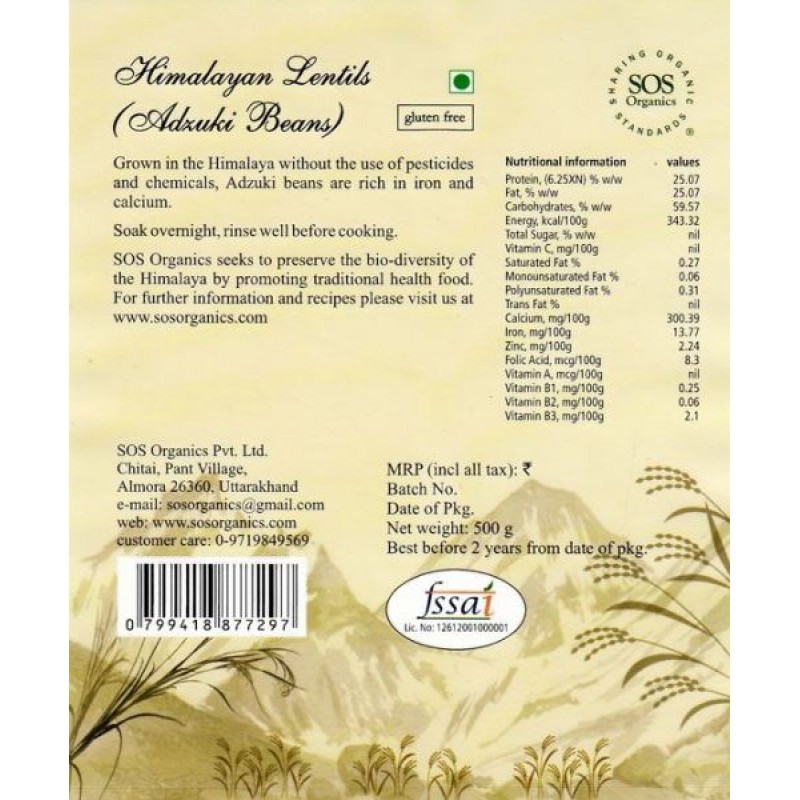 Himalayan Lentils
(Adzuki Beans)
gluten free
SHARING ORGANIC STANDARDS ®
SOS
Organics
Grown in the Himalaya without the use of pesticides
and chemicals, Adzuki beans are rich in iron and
calcium.
Soak overnight, rinse well before cooking.
SOS Organics seeks to preserve the bio-diversity of
the Himalaya by promoting traditional health food.
For further information and recipes please visit us at
www.sosorganics.com
Nutritional information . values
Protein, (6.25XN) % w/w 25.07
Fat, % w/w 25.07
Carbohydrates, % w/w 59.57
Energy, kcal/100g 343.32
Total Sugar, % w/w nil
Vitamin C, mg/100g nil
Saturated Fat % 0.27
Monounsaturated Fat % 0.06
Polyunsaturated Fat % 0.31
Trans Fat % nil
Calcium, mg/100g 300.39
Iron, mg/100g 13.77
Zinc, mg/100g 2.24
Folic Acid, mcg/100g 8.3
Vitamin A, mcg/100g nil
Vitamin B1, mg/100g 0.25
Vitamin B2, mg/100g 0.06
Vitamin B3, mg/100g 2.1
SOS Organics Pvt. Ltd.
Chitai, Pant Village,
Almora 26360, Uttarakhand
e-mail: sosorganics@gmail.com
web: www.sosorganics.com
customer care: 0-9719849569
0 799418 877297
MRP (incl all tax): ₹
Batch No.
Date of Pkg.
Net weight: 500 g
Best before 2 years from date of pkg.
fssai
Lic. No: 12612001000001